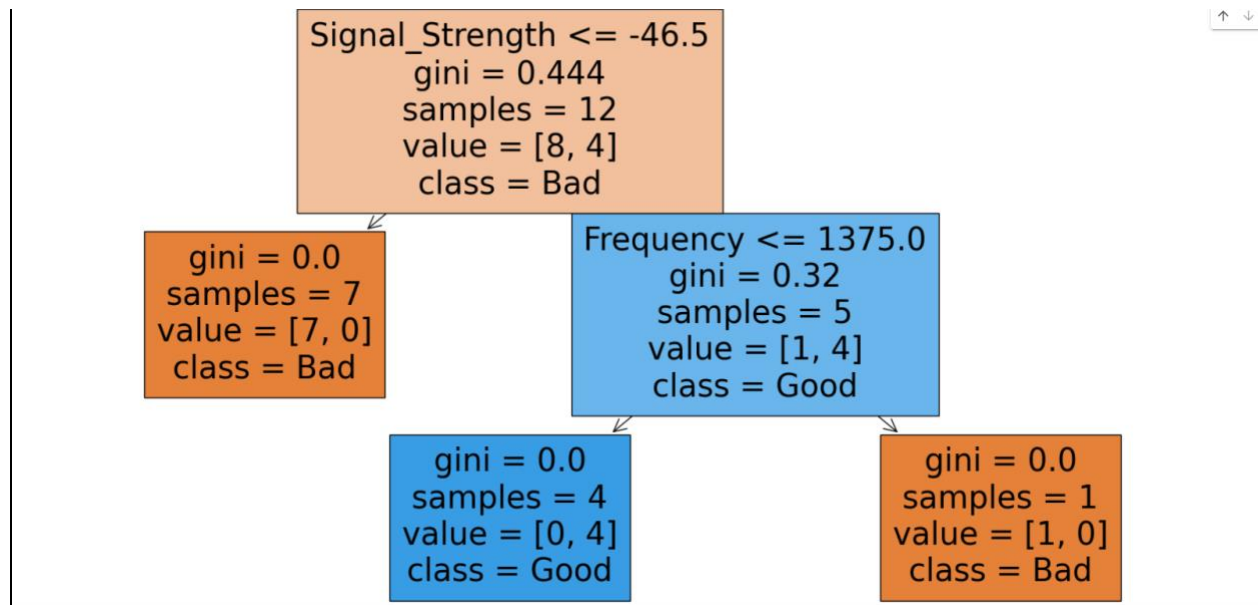 Signal_Strength <= -46.5
gini = 0.444
samples = 12
value = [8, 4]
class = Bad
gini = 0.0
samples = 7
value = [7, 0]
class = Bad
Frequency <= 1375.0
gini = 0.32
samples = 5
value = [1, 4]
class = Good
gini = 0.0
samples = 4
value = [0, 4]
class = Good
gini = 0.0
samples = 1
value = [1, 0]
class = Bad